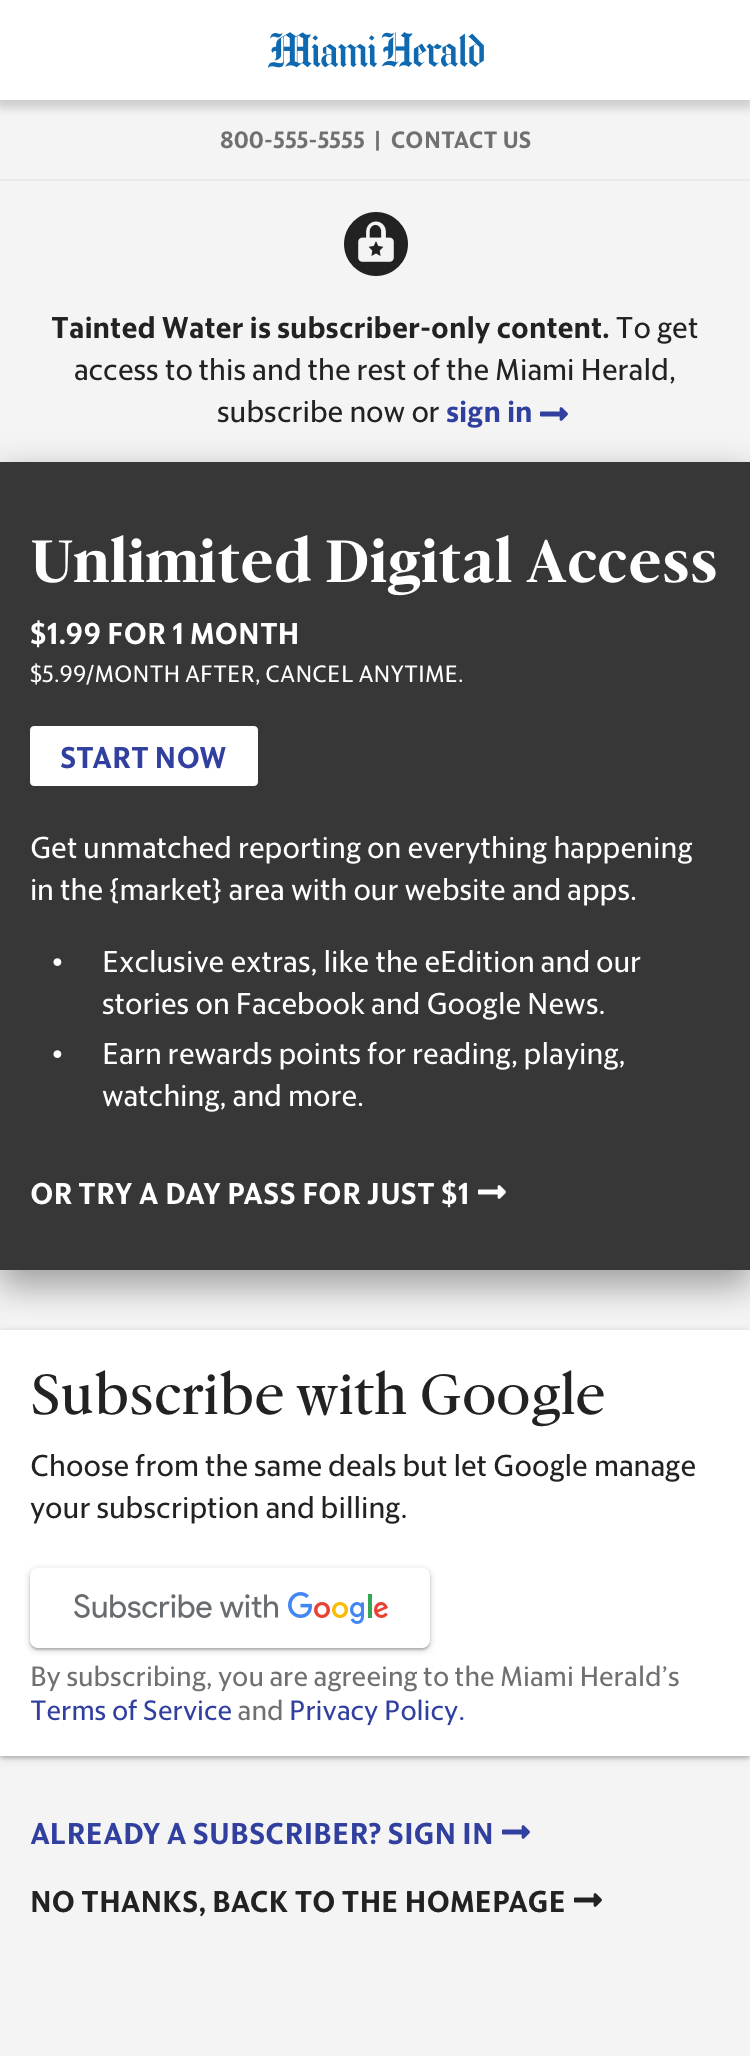 Miami Herald
800-555-5555 | CONTACT US
Tainted Water is subscriber-only content. To get
access to this and the rest of the Miami Herald,
subscribe now or sign in →
Unlimited Digital Access
$1.99 FOR 1 MONTH
$5.99/MONTH AFTER, CANCEL ANYTIME.
START NOW
Get unmatched reporting on everything happening
in the {market} area with our website and apps.
• Exclusive extras, like the eEdition and our
stories on Facebook and Google News.
• Earn rewards points for reading, playing,
watching, and more.
OR TRY A DAY PASS FOR JUST $1 →
Subscribe with Google
Choose from the same deals but let Google manage
your subscription and billing.
Subscribe with Google
By subscribing, you are agreeing to the Miami Herald’s
Terms of Service and Privacy Policy.
ALREADY A SUBSCRIBER? SIGN IN →
NO THANKS, BACK TO THE HOMEPAGE →